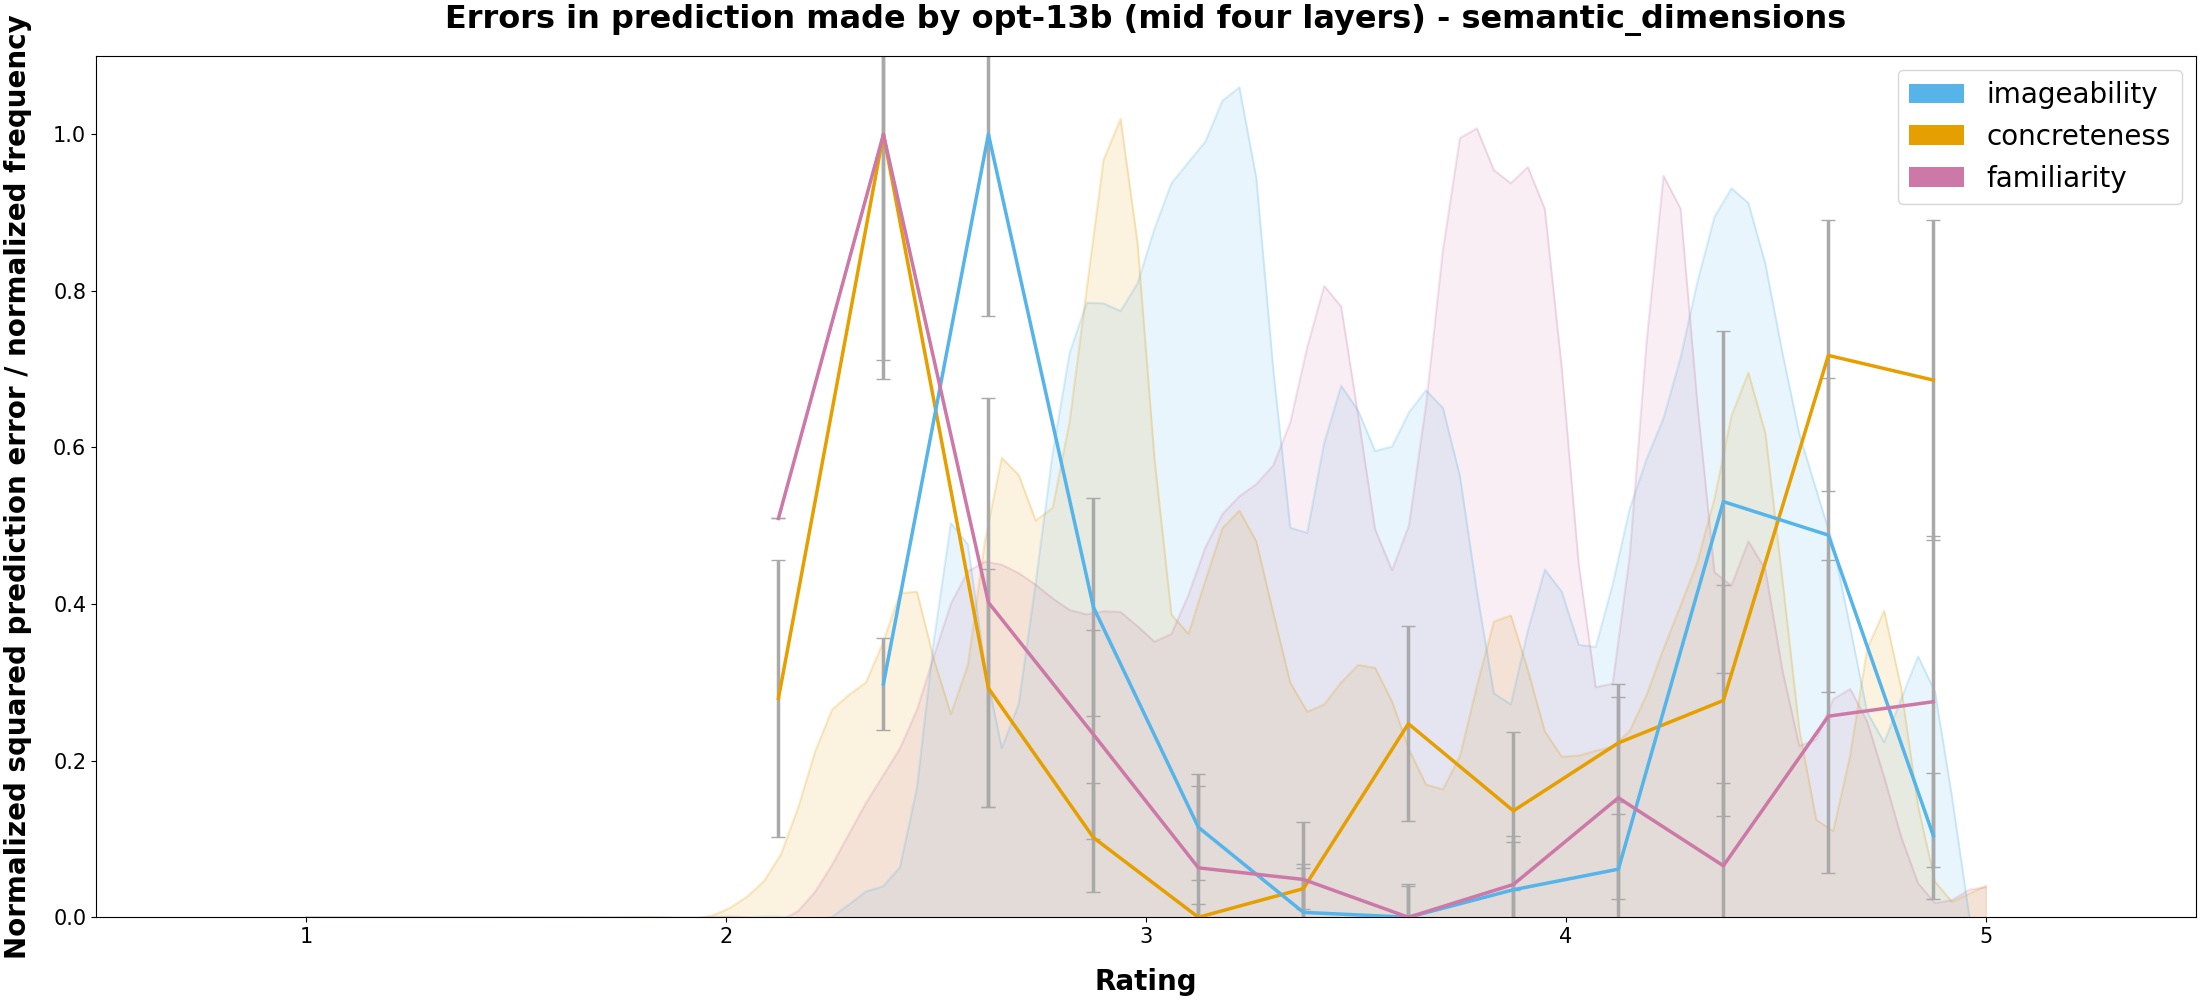 Errors in prediction made by opt-13b (mid four layers) - semantic_dimensions
Normalized squared prediction error / normalized frequency
1.0
0.8
0.6
0.4
0.2
0.0
imageability
concreteness
familiarity
1 2 3 4 5
Rating